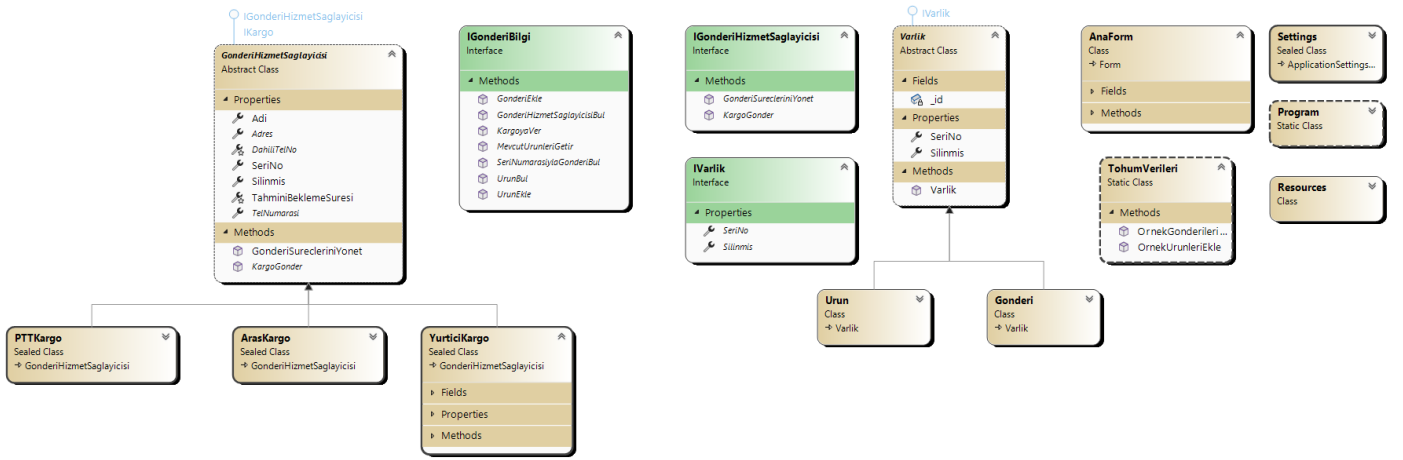 IGonderiHizmetSaglayicisi
IKargo
GonderiHizmetSaglayicisi
Abstract Class
Properties
Adi
Adres
DahiliTelNo
SeriNo
Silinmis
TahminiBeklemeSuresi
TelNumarasi
Methods
GonderiSurecleriniYonet
KargoGonder
PTTKargo
Sealed Class
GonderiHizmetSaglayicisi
ArasKargo
Sealed Class
GonderiHizmetSaglayicisi
YurticiKargo
Sealed Class
GonderiHizmetSaglayicisi
Fields
Properties
Methods
IGonderiBilgi
Interface
Methods
GonderiEkle
GonderiHizmetSaglayicisiBul
KargoyaVer
MevcutUrunleriGetir
SeriNumarasiylaGonderiBul
UrunBul
UrunEkle
IGonderiHizmetSaglayicisi
Interface
Methods
GonderiSurecleriniYonet
KargoGonder
IVarlik
Interface
Properties
SeriNo
Silinmis
IVarlik
Varlik
Abstract Class
Fields
_id
Properties
SeriNo
Silinmis
Methods
Varlik
Urun
Class
Varlik
Gonderi
Class
Varlik
AnaForm
Class
Form
Fields
Methods
TohumVerileri
Static Class
Methods
OrnekGonderileri ...
OrnekUrunleriEkle
Settings
Sealed Class
ApplicationSettings...
Program
Static Class
Resources
Class